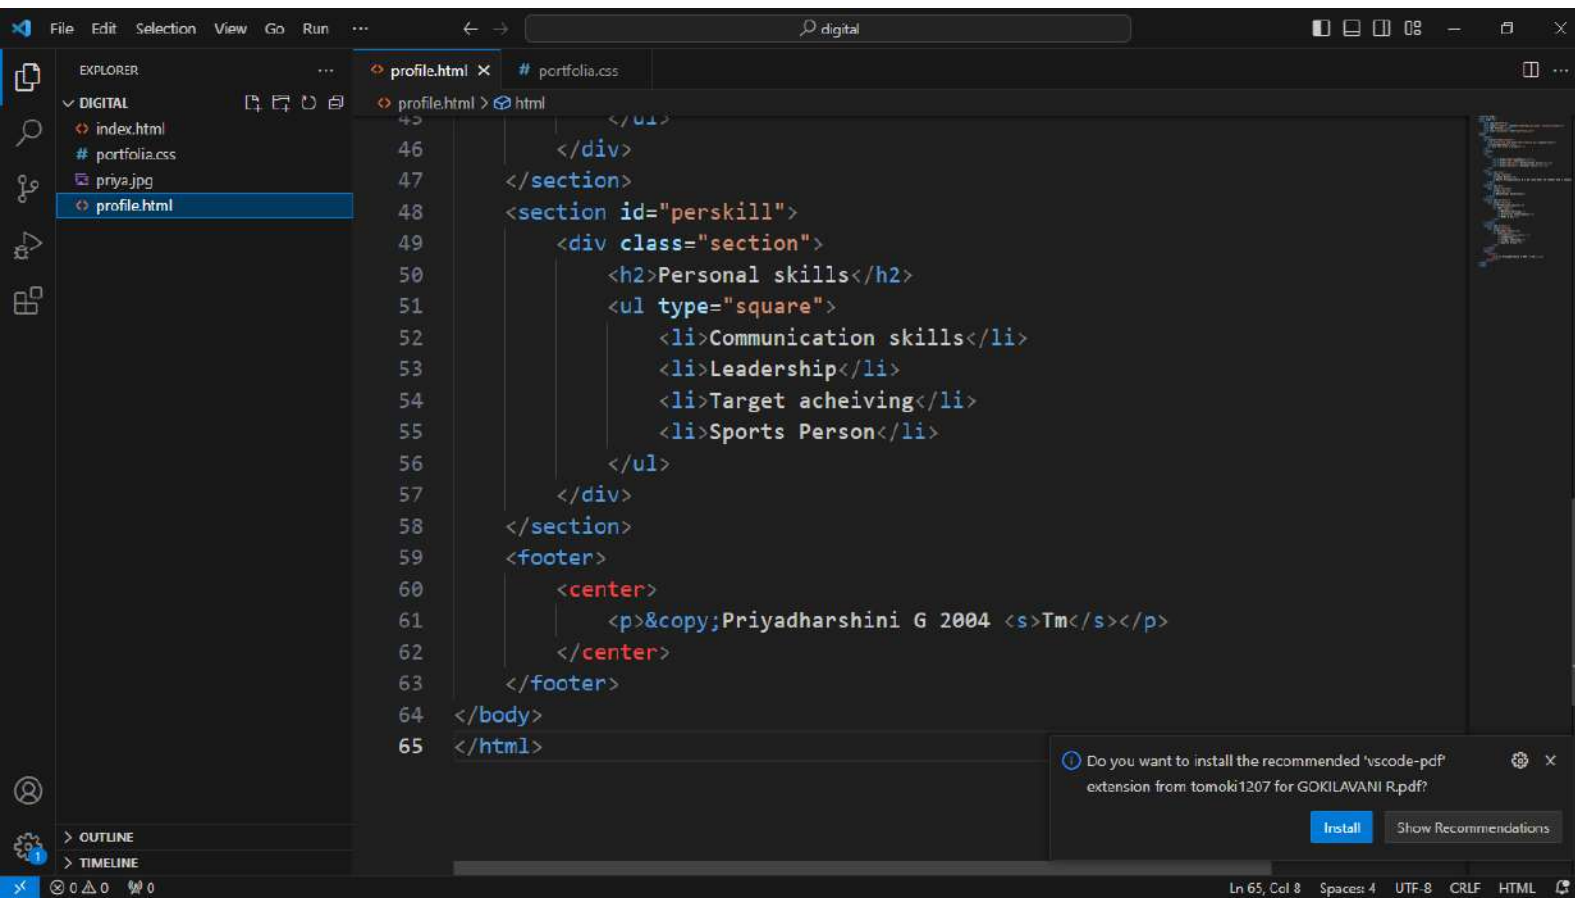 File Edit Selection View Go Run ··· digital
EXPLORER ···
profile.html
# portfolia.css
DIGITAL
profile.html > html
index.html
# portfolia.css
priya.jpg
profile.html
45 </ul>
46 </div>
47 </section>
48 <section id="perskill">
49 <div class="section">
50 <h2>Personal skills</h2>
51 <ul type="square">
52 <li>Communication skills</li>
53 <li>Leadership</li>
54 <li>Target acheiving</li>
55 <li>Sports Person</li>
56 </ul>
57 </div>
58 </section>
59 <footer>
60 <center>
61 <p>&copy;Priyadharshini G 2004 <s>Tm</s></p>
62 </center>
63 </footer>
64 </body>
65 </html>
Do you want to install the recommended 'vscode-pdf'
extension from tomoki1207 for GOKILAVANI R.pdf?
Install Show Recommendations
> OUTLINE
> TIMELINE
1
0 0 0 Ln 65, Col 8 Spaces: 4 UTF-8 CRLF HTML